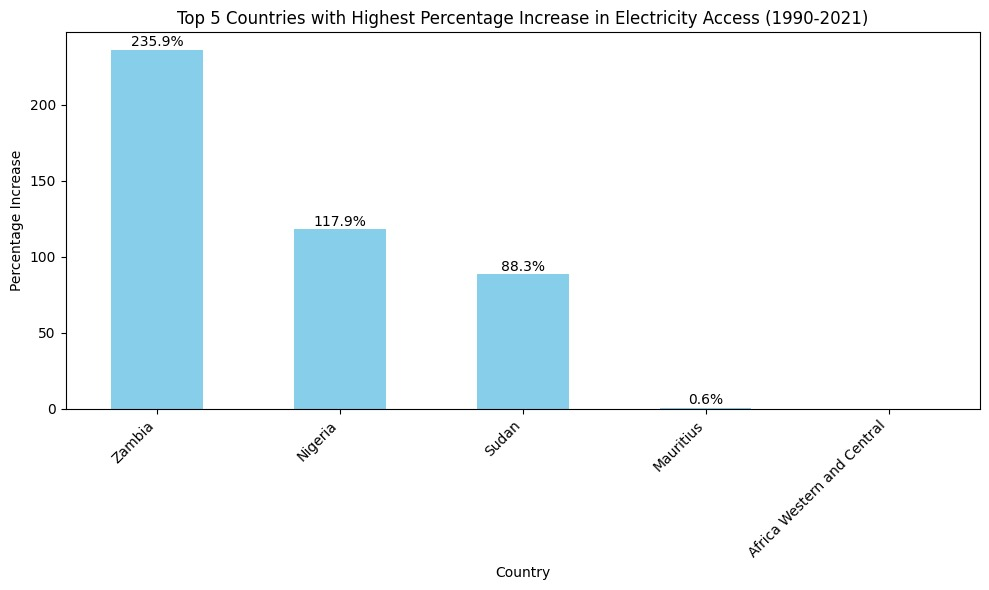 Top 5 Countries with Highest Percentage Increase in Electricity Access (1990-2021)
235.9%
117.9%
88.3%
0.6%
200
150
100
50
0
Percentage Increase
Zambia
Nigeria
Sudan
Mauritius
Africa Western and Central
Country